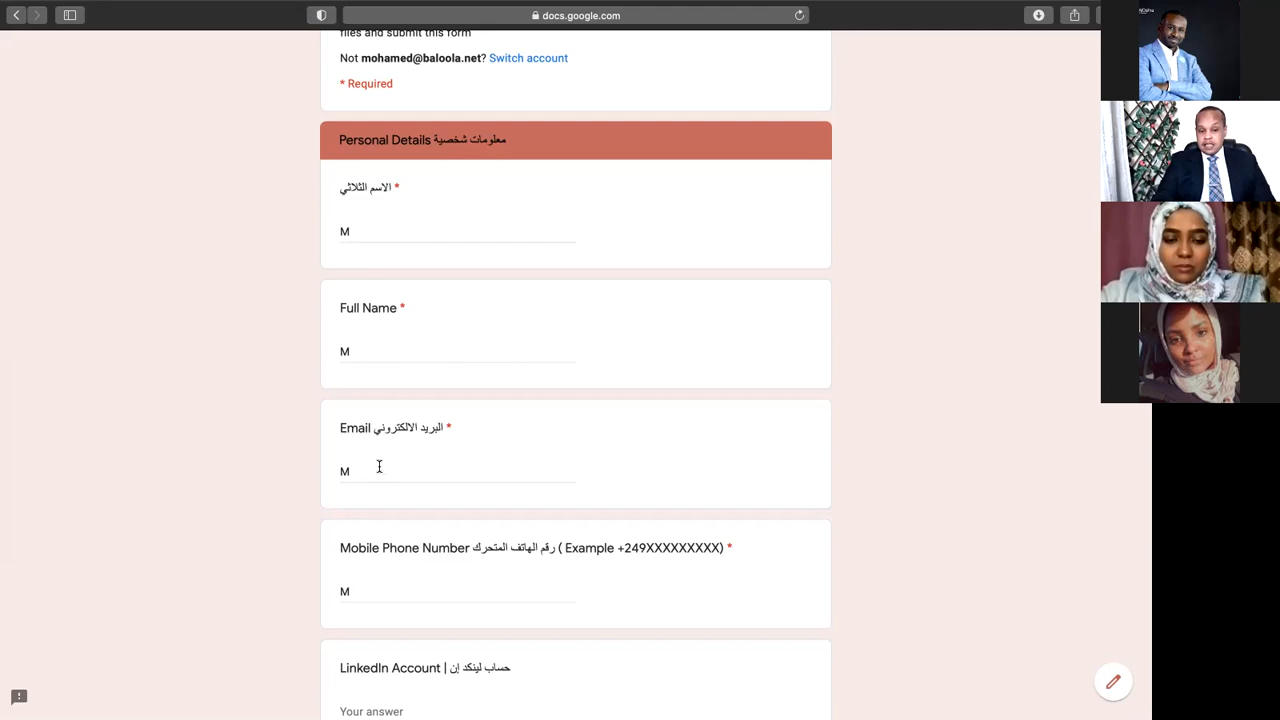 docs.google.com
files and submit this form
Not mohamed@baloola.net? Switch account
* Required
Personal Details معلومات شخصية
الاسم الثلاثي *
M
Full Name *
M
Email البريد الالكتروني *
M
Mobile Phone Number رقم الهاتف المتحرك ( Example +249XXXXXXXXX) *
M
LinkedIn Account | حساب لينكد إن
Your answer